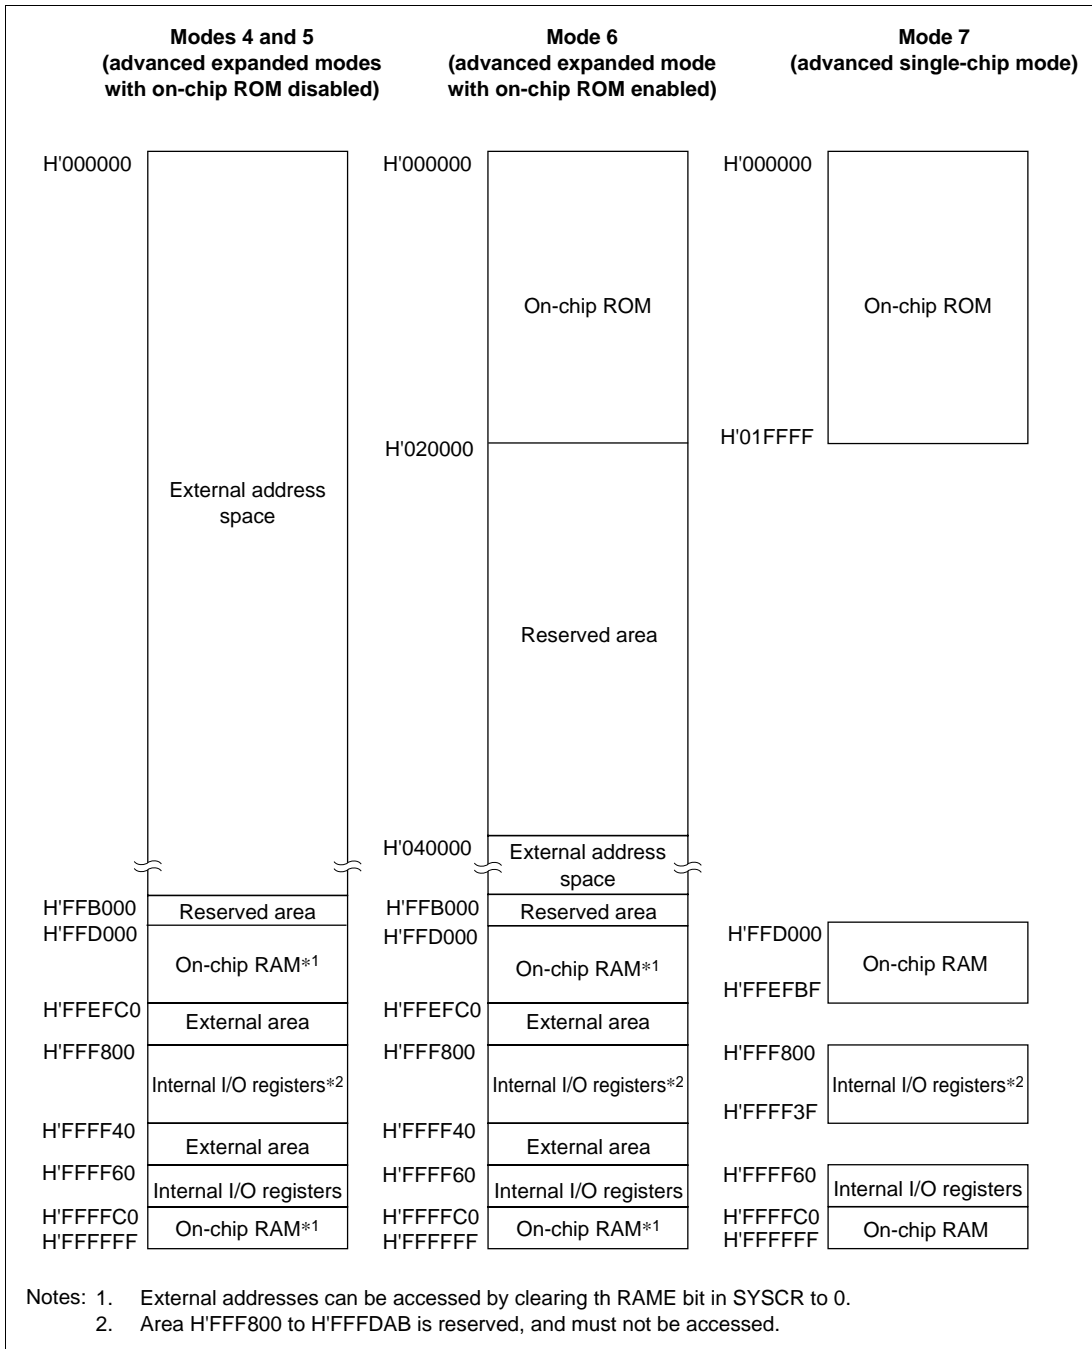 Modes 4 and 5
(advanced expanded modes
with on-chip ROM disabled)
Mode 6
(advanced expanded mode
with on-chip ROM enabled)
Mode 7
(advanced single-chip mode)
H'000000
External address
space
H'FFB000
Reserved area
H'FFD000
On-chip RAM*1
H'FFEFC0
External area
H'FFF800
Internal I/O registers*2
H'FFFF40
External area
H'FFFF60
Internal I/O registers
H'FFFFC0
On-chip RAM*1
H'FFFFFF
H'000000
On-chip ROM
H'020000
Reserved area
H'040000
External address
space
H'FFB000
Reserved area
H'FFD000
On-chip RAM*1
H'FFEFC0
External area
H'FFF800
Internal I/O registers*2
H'FFFF40
External area
H'FFFF60
Internal I/O registers
H'FFFFC0
On-chip RAM*1
H'FFFFFF
H'000000
On-chip ROM
H'01FFFF
H'FFD000
On-chip RAM
H'FFEFBF
H'FFF800
Internal I/O registers*2
H'FFFF3F
H'FFFF60
Internal I/O registers
H'FFFFC0
On-chip RAM
H'FFFFFF
Notes: 1. External addresses can be accessed by clearing th RAME bit in SYSCR to 0.
2. Area H'FFF800 to H'FFFDAB is reserved, and must not be accessed.